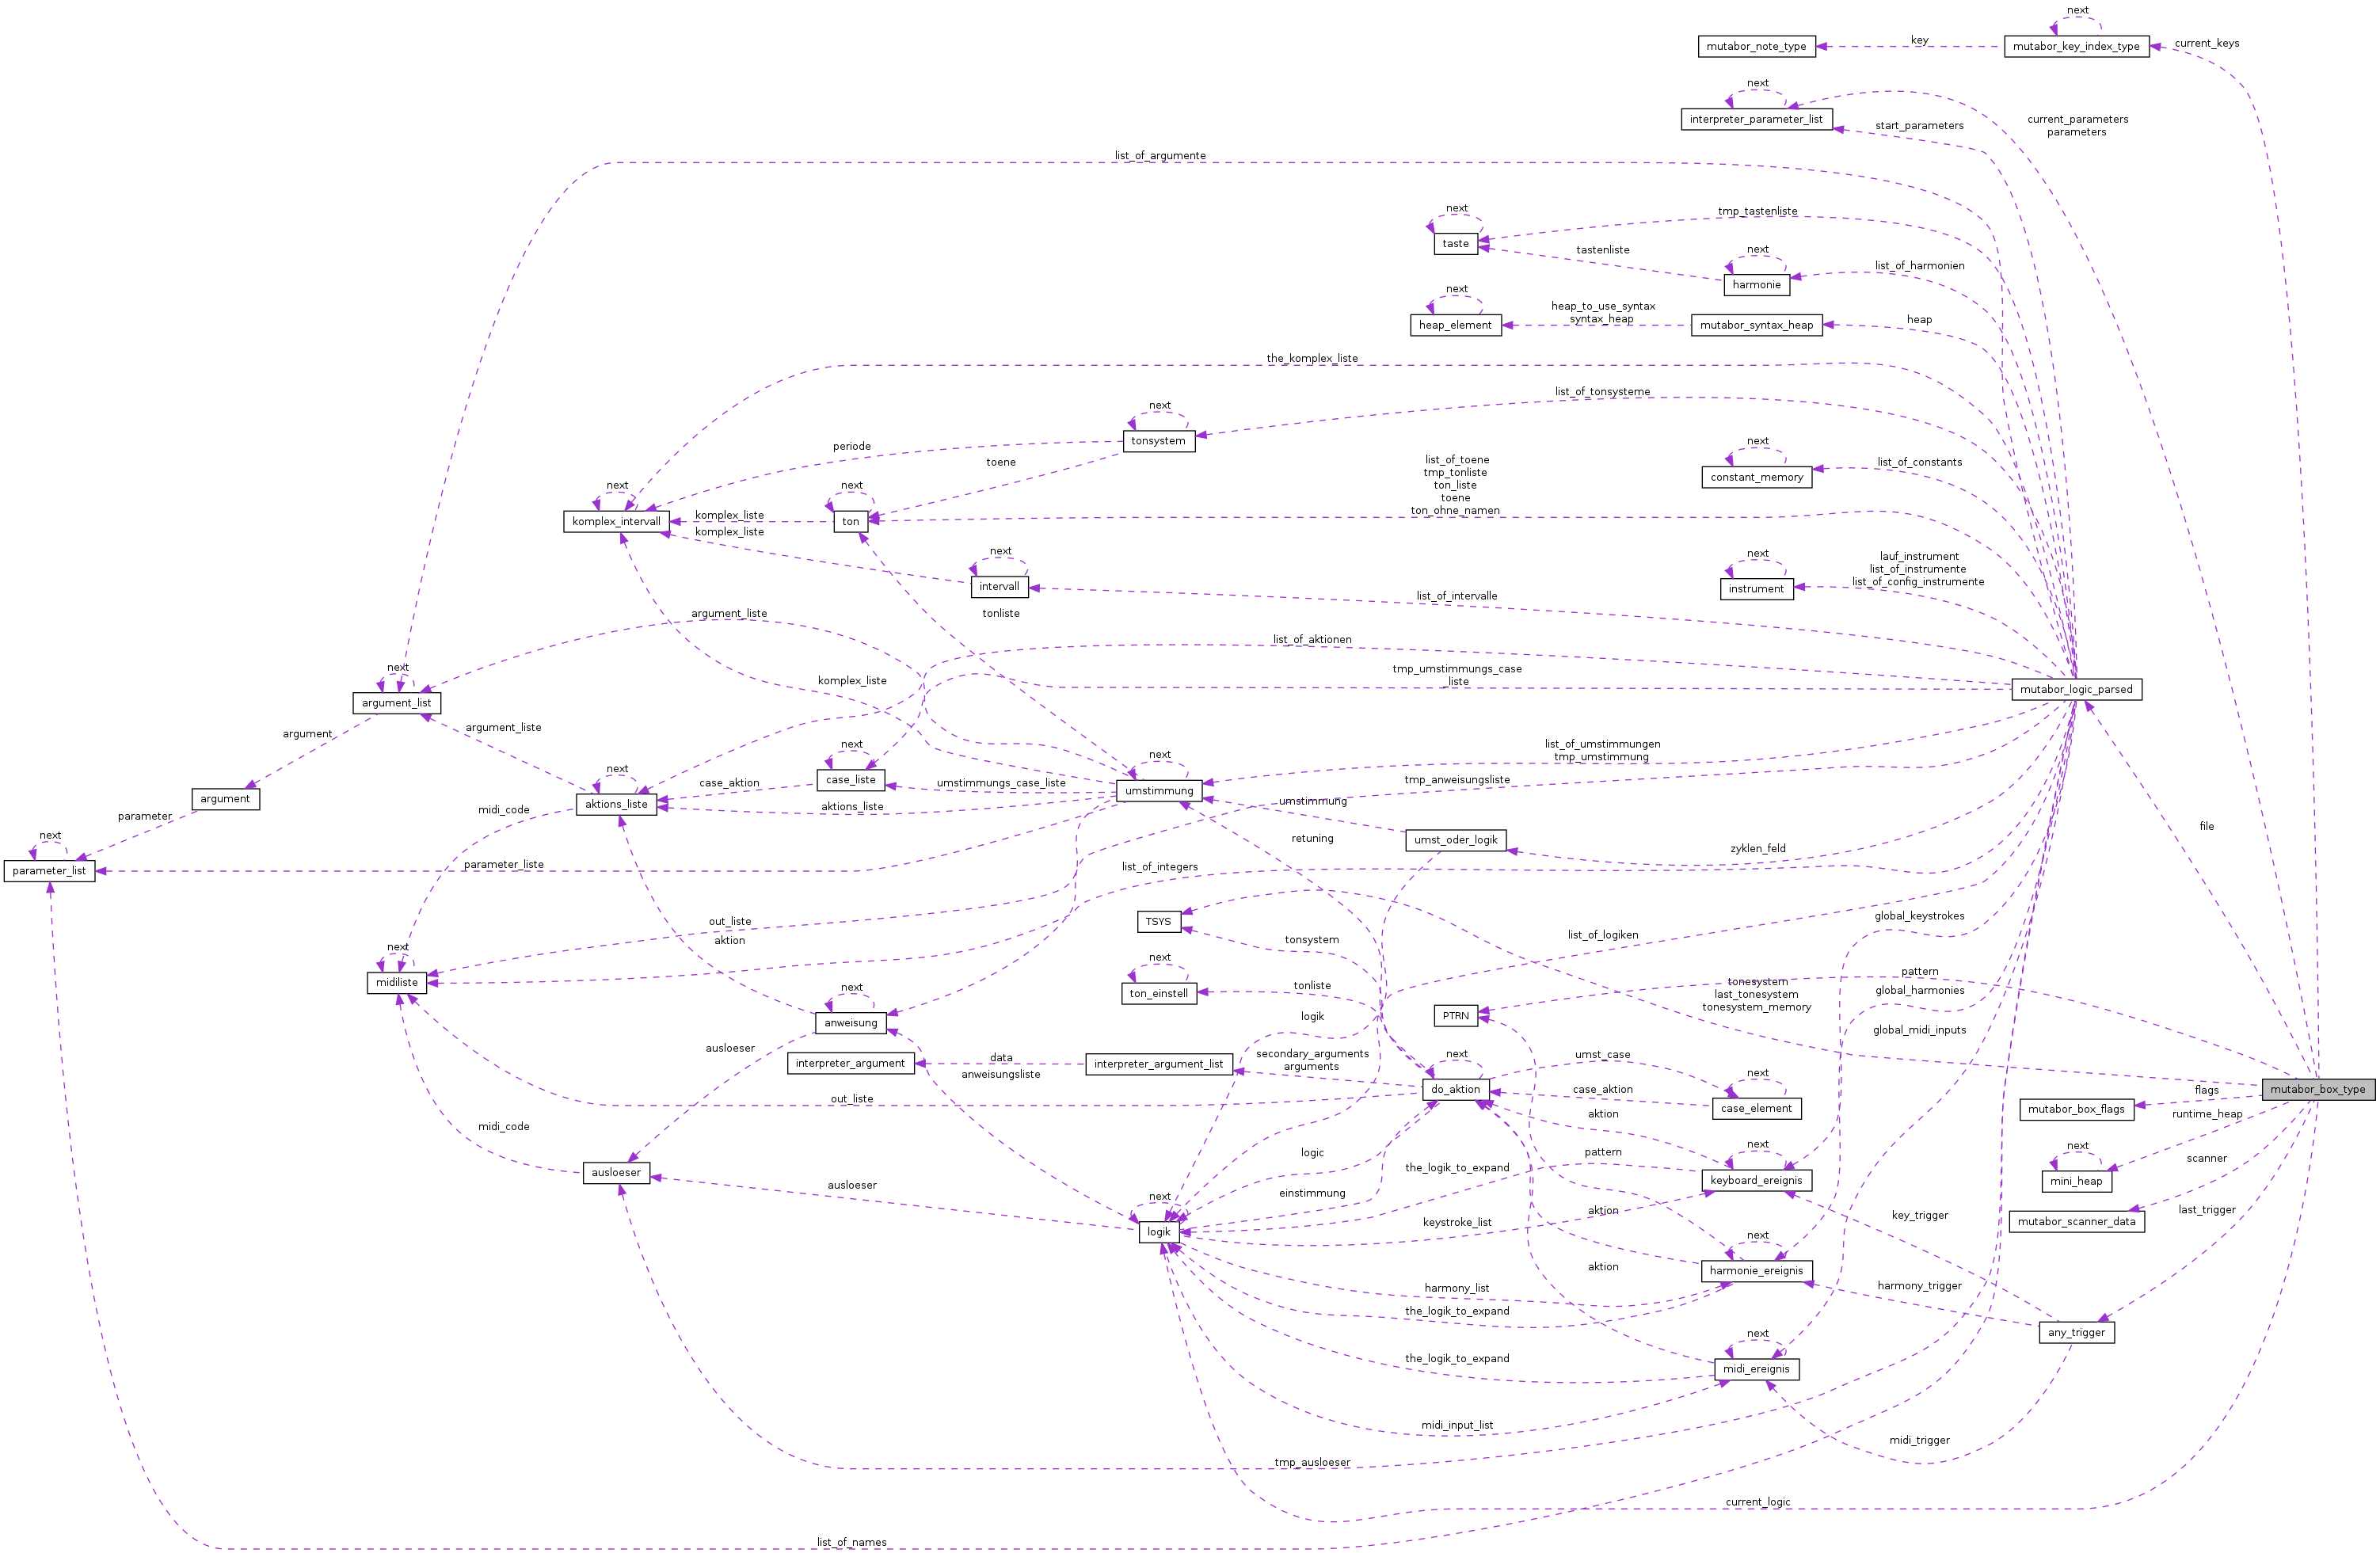 next
mutabor_note_type
key
mutabor_key_index_type
current_keys
next
interpreter_parameter_list
start_parameters
current_parameters
parameters
list_of_argumente
next
taste
tmp_tastenliste
tastenliste
next
harmonie
list_of_harmonien
next
heap_element
heap_to_use_syntax
syntax_heap
mutabor_syntax_heap
heap
the_komplex_liste
list_of_tonsysteme
next
tonsystem
periode
toene
next
constant_memory
list_of_constants
list_of_toene
tmp_tonliste
ton_liste
toene
ton_ohne_namen
next
komplex_intervall
komplex_liste
komplex_liste
next
ton
next
intervall
tonliste
list_of_intervalle
next
instrument
lauf_instrument
list_of_instrumente
list_of_config_instrumente
argument_liste
list_of_aktionen
tmp_umstimmungs_case
_liste
komplex_liste
mutabor_logic_parsed
next
argument_list
argument
argument_liste
next
case_liste
case_aktion
umstimmungs_case_liste
aktions_liste
next
umstimmung
list_of_umstimmungen
tmp_umstimmung
tmp_anweisungsliste
next
aktions_liste
argument
midi_code
parameter
umstimmung
umst_oder_logik
retuning
zyklen_feld
file
next
parameter_list
parameter_liste
list_of_integers
out_liste
aktion
TSYS
tonsystem
list_of_logiken
global_keystrokes
next
midiliste
next
ton_einstell
tonliste
tonesystem
last_tonesystem
tonesystem_memory
pattern
global_harmonies
global_midi_inputs
next
anweisung
logik
PTRN
ausloeser
interpreter_argument
data
interpreter_argument_list
anweisungsliste
secondary_arguments
arguments
next
do_aktion
umst_case
case_aktion
next
case_element
mutabor_box_type
flags
mutabor_box_flags
runtime_heap
out_liste
midi_code
aktion
next
keyboard_ereignis
pattern
logic
the_logik_to_expand
einstimmung
next
mini_heap
scanner
ausloeser
ausloeser
next
logik
keystroke_list
aktion
key_trigger
mutabor_scanner_data
last_trigger
next
harmonie_ereignis
aktion
harmony_list
the_logik_to_expand
harmony_trigger
any_trigger
next
midi_ereignis
the_logik_to_expand
midi_input_list
midi_trigger
tmp_ausloeser
current_logic
list_of_names